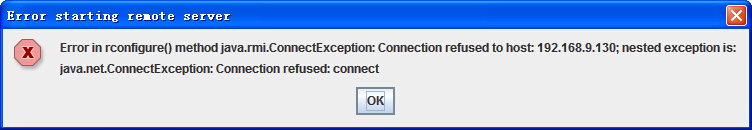 Error starting remote server
Error in rconfigure() method java.rmi.ConnectException: Connection refused to host: 192.168.9.130; nested exception is:
java.net.ConnectException: Connection refused: connect
OK